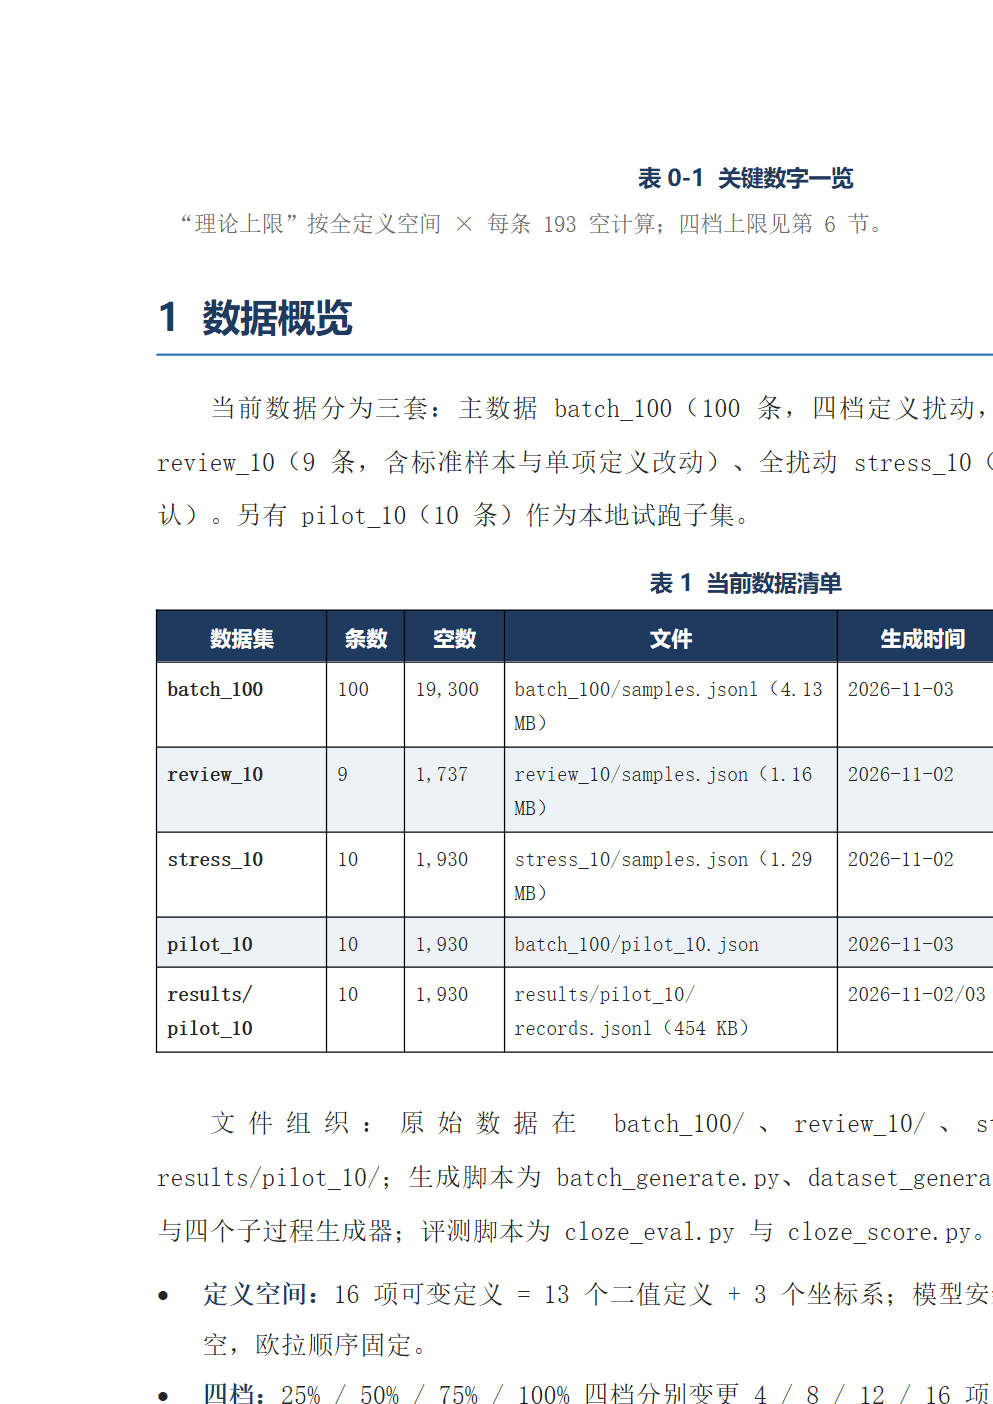 表 0-1 关键数字一览
“理论上限”按全定义空间 × 每条 193 空计算；四档上限见第 6 节。
1 数据概览
当前数据分为三套：主数据 batch_100（100 条，四档定义扰动，
review_10（9 条，含标准样本与单项定义改动）、全扰动 stress_10（
认）。另有 pilot_10（10 条）作为本地试跑子集。
表 1 当前数据清单
数据集 条数 空数 文件 生成时间
batch_100 100 19,300 batch_100/samples.jsonl（4.13 2026-11-03
MB）
review_10 9 1,737 review_10/samples.json（1.16 2026-11-02
MB）
stress_10 10 1,930 stress_10/samples.json（1.29 2026-11-02
MB）
pilot_10 10 1,930 batch_100/pilot_10.json 2026-11-03
results/ 10 1,930 results/pilot_10/ 2026-11-02/03
pilot_10 records.jsonl（454 KB）
文件组织：原始数据在 batch_100/、review_10/、st
results/pilot_10/；生成脚本为 batch_generate.py、dataset_genera
与四个子过程生成器；评测脚本为 cloze_eval.py 与 cloze_score.py。
• 定义空间：16 项可变定义 = 13 个二值定义 + 3 个坐标系；模型安
空，欧拉顺序固定。
• 四档：25% / 50% / 75% / 100% 四档分别变更 4 / 8 / 12 / 16 项